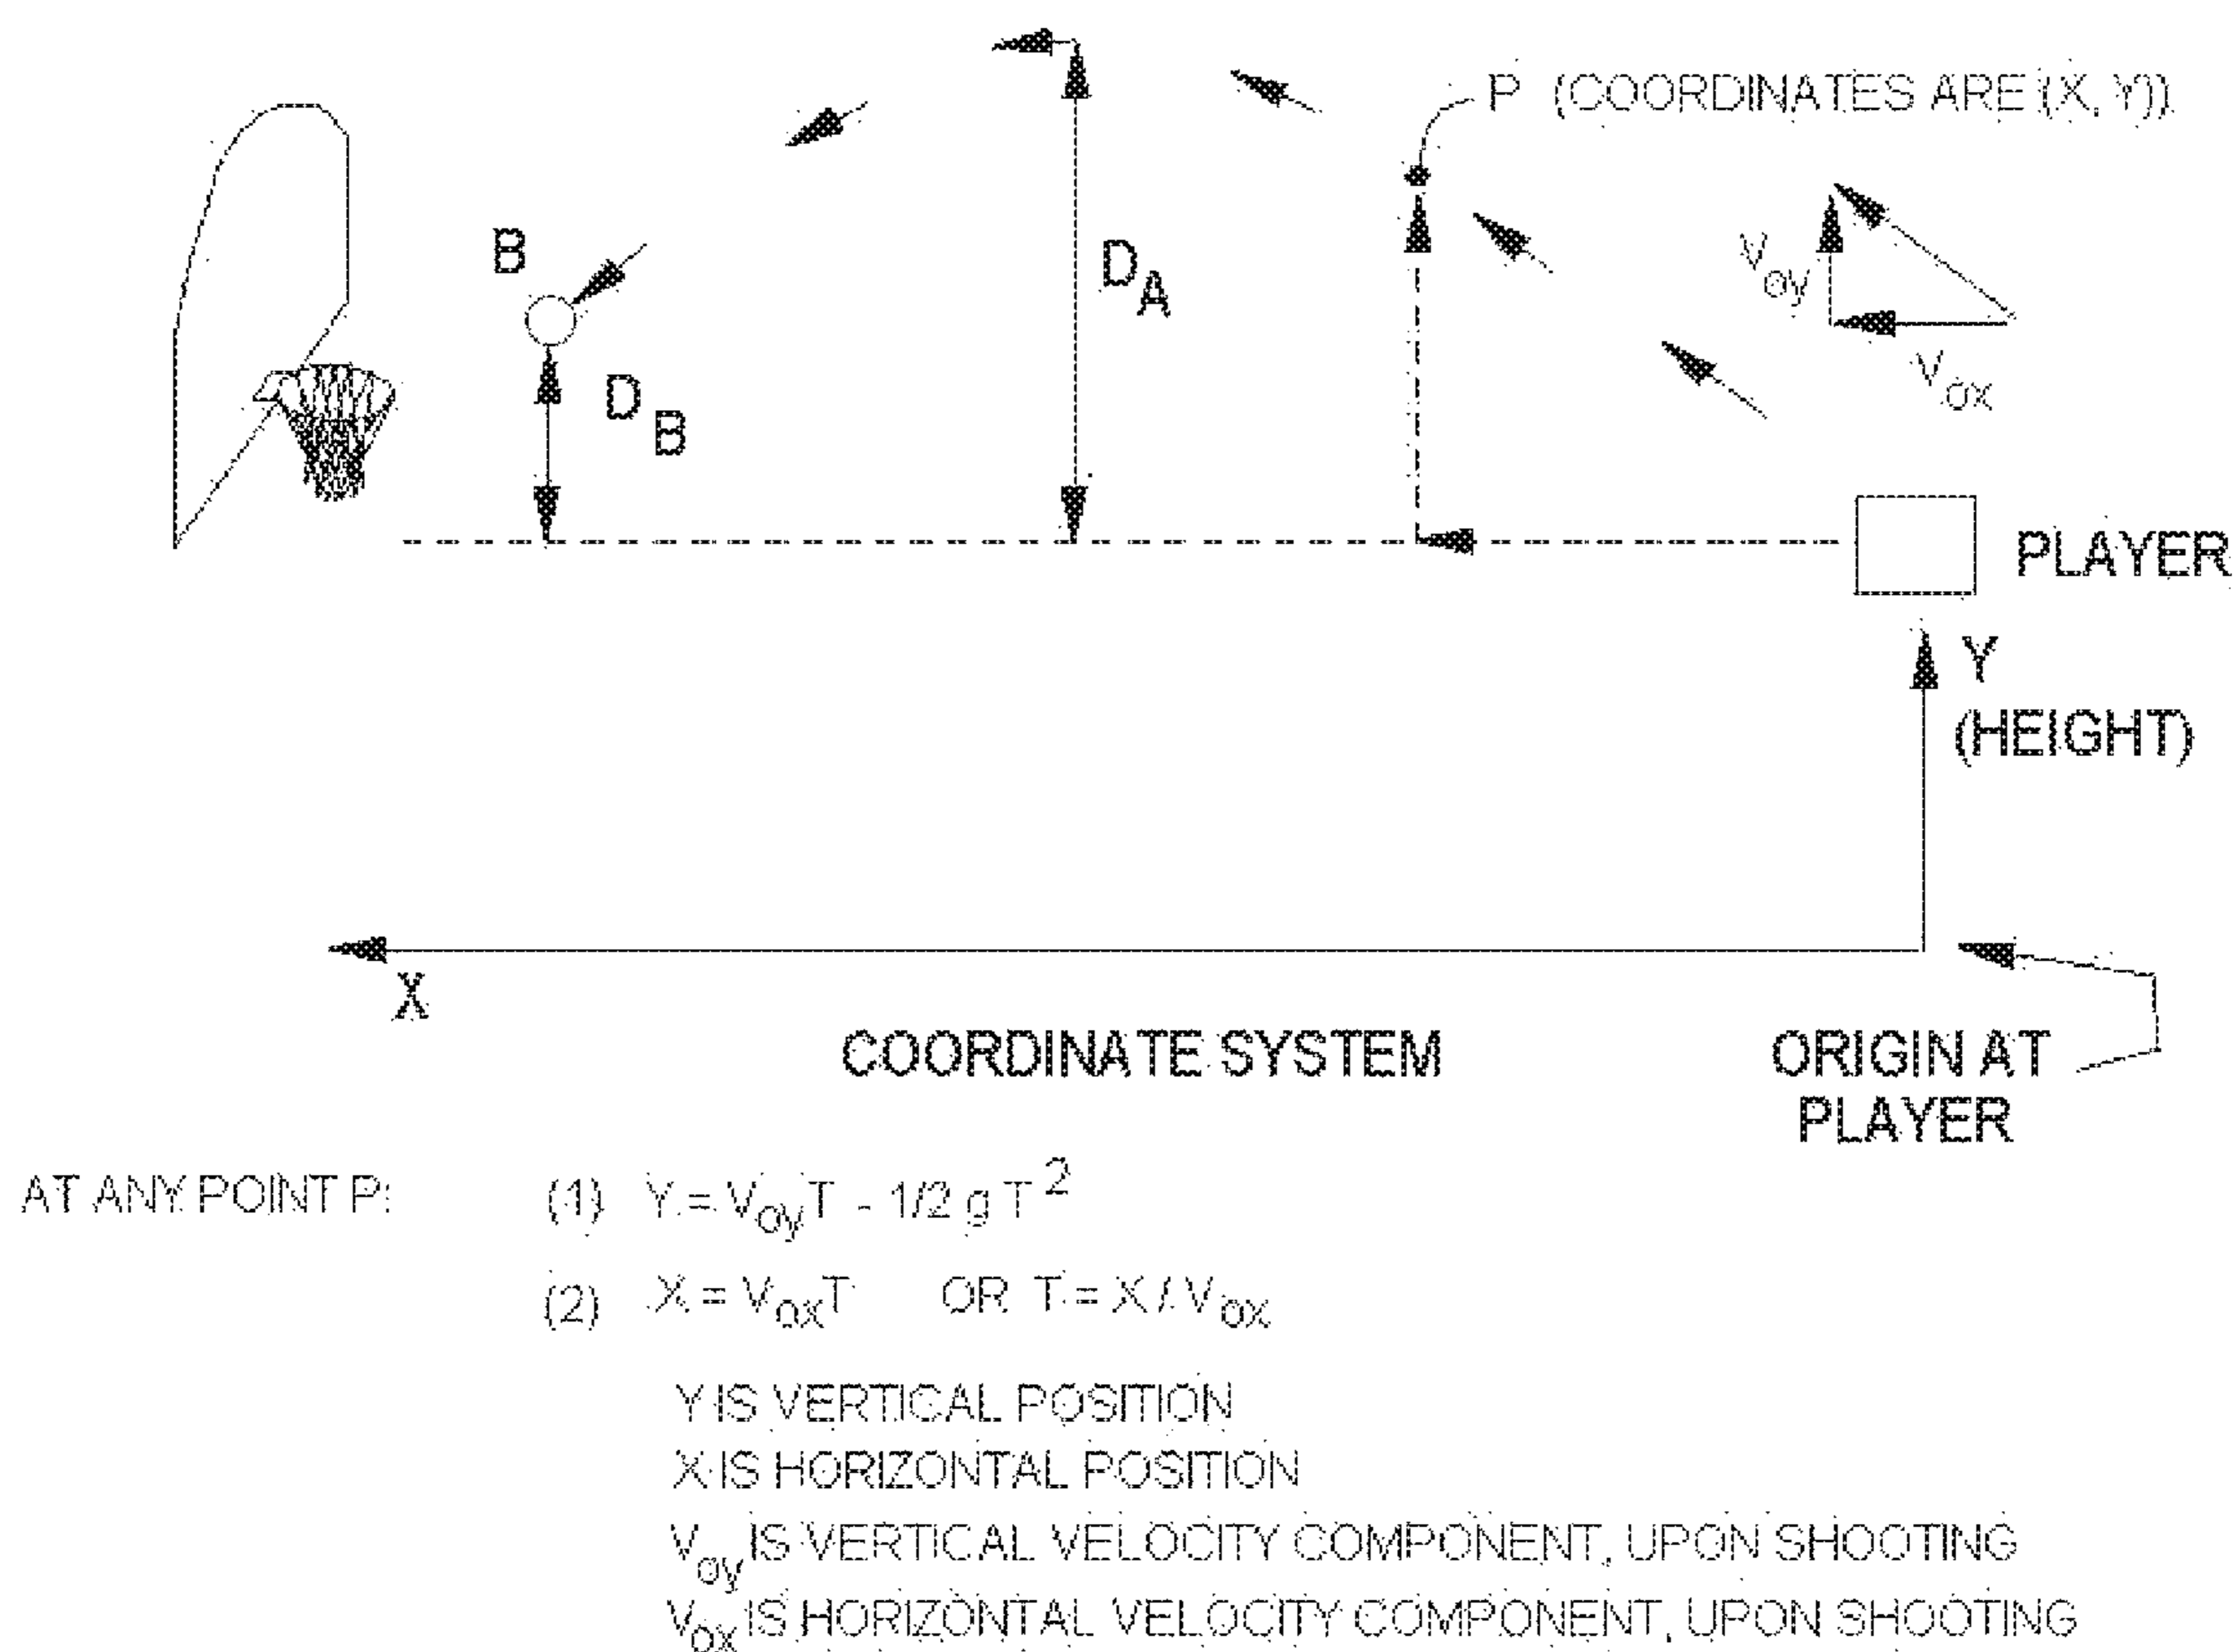 P (COORDINATES ARE (X, Y))
B
D_A
V_oy
V_ox
D_B
PLAYER
Y
(HEIGHT)
X
COORDINATE SYSTEM
ORIGIN AT
PLAYER
AT ANY POINT P: (1) Y = V_oy T - 1/2 g T^2
(2) X = V_ox T OR T = X / V_ox
Y IS VERTICAL POSITION
X IS HORIZONTAL POSITION
V_oy IS VERTICAL VELOCITY COMPONENT, UPON SHOOTING
V_ox IS HORIZONTAL VELOCITY COMPONENT, UPON SHOOTING